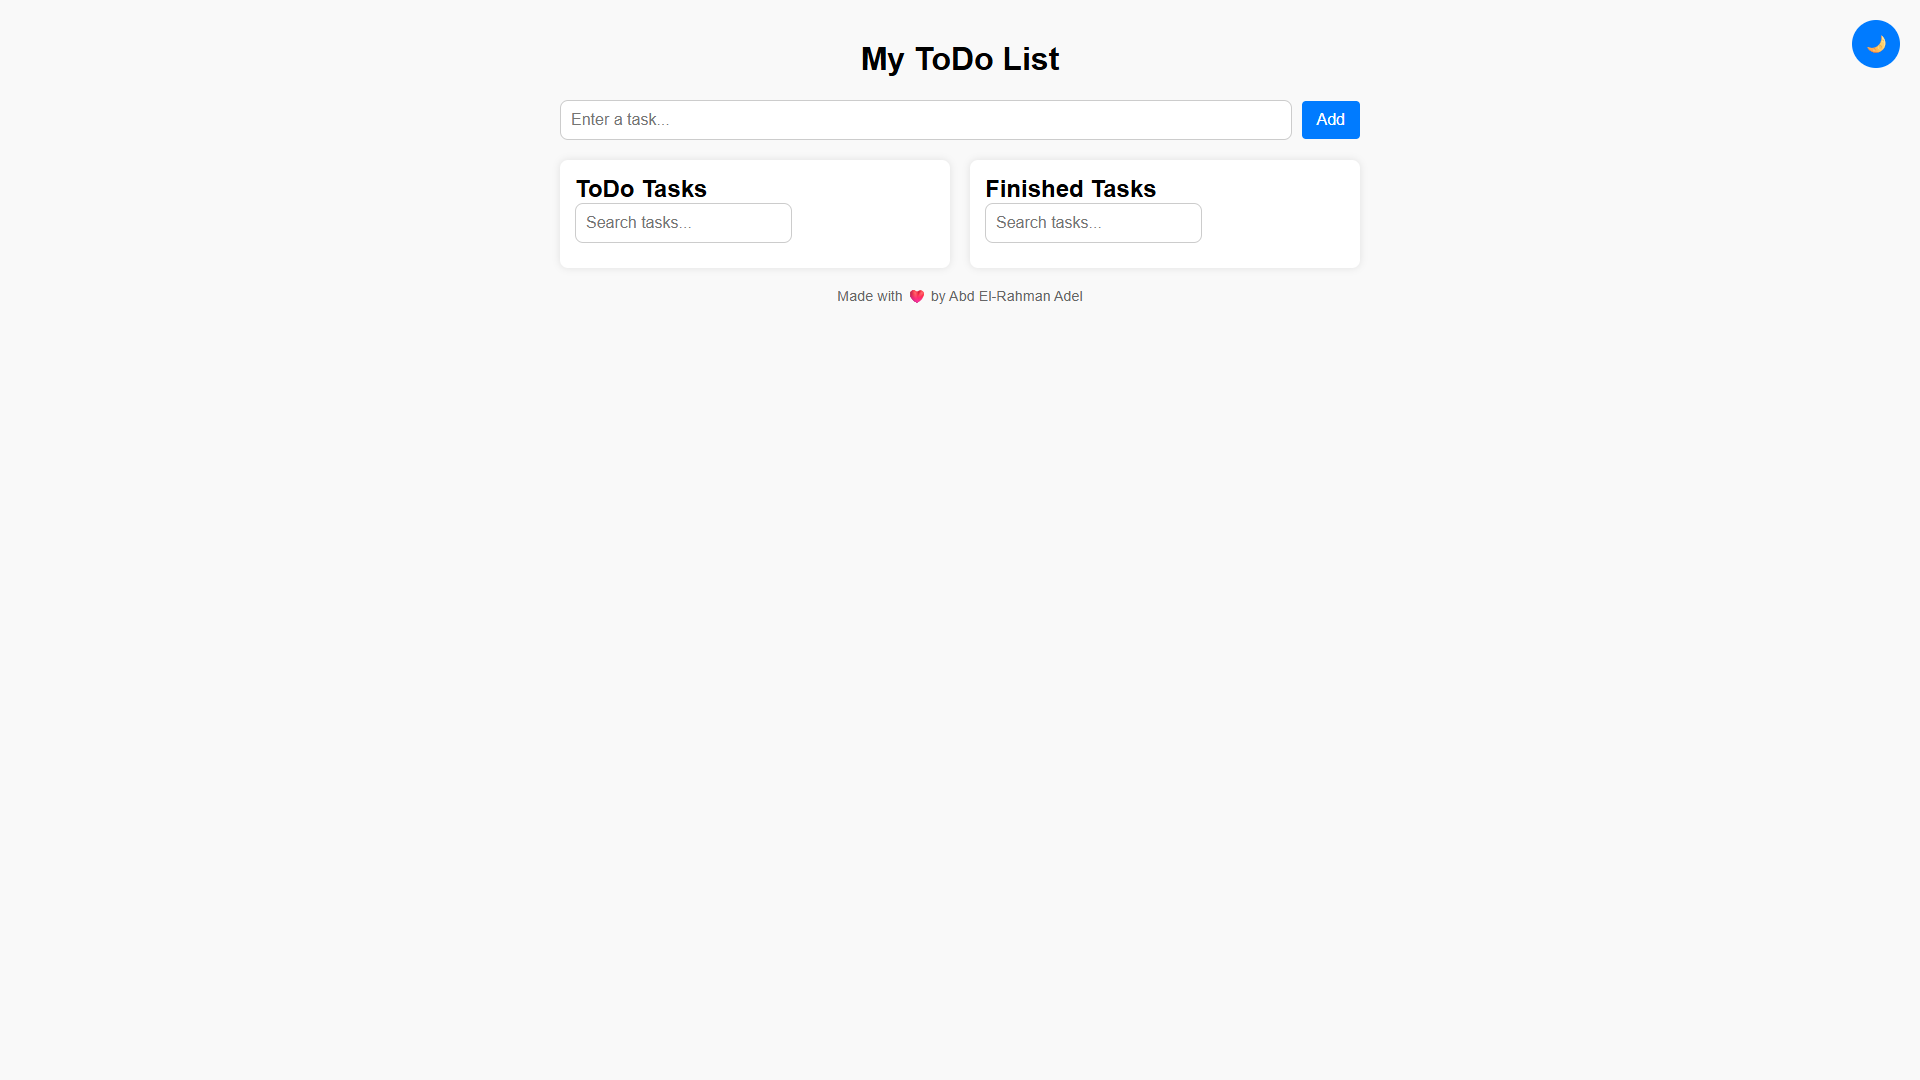 My ToDo List
Enter a task...
Add
ToDo Tasks
Search tasks...
Finished Tasks
Search tasks...
Made with ❤️ by Abd El-Rahman Adel